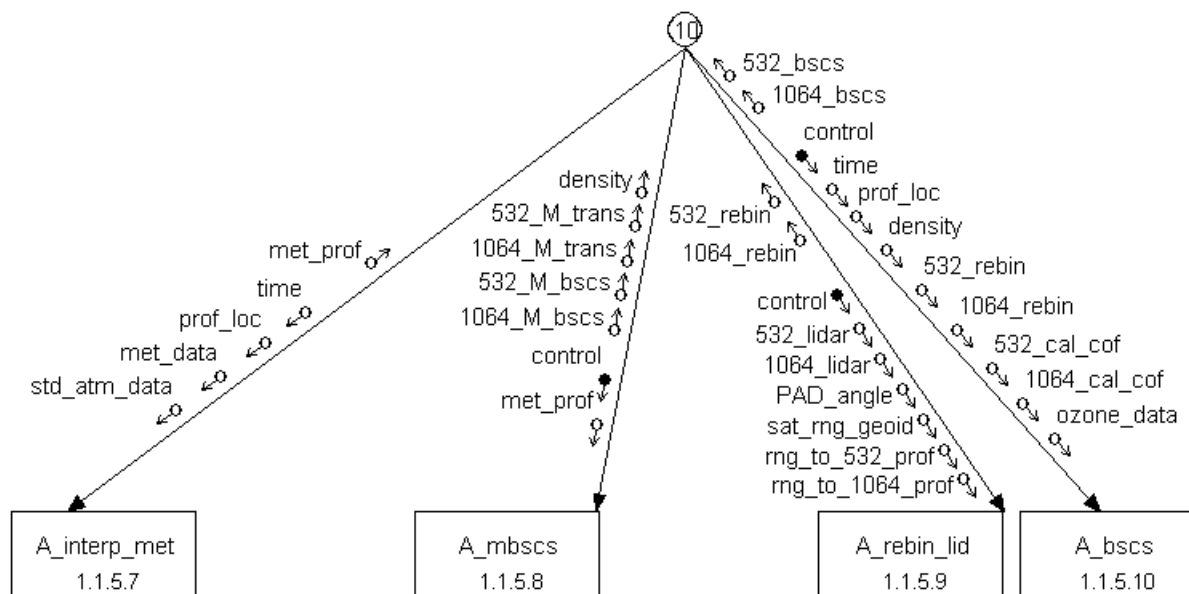 10
532_bscs
1064_bscs
control
time
prof_loc
density
532_rebin
1064_rebin
532_cal_cof
1064_cal_cof
ozone_data
532_rebin
1064_rebin
control
532_lidar
1064_lidar
PAD_angle
sat_rng_geoid
rng_to_532_prof
rng_to_1064_prof
density
532_M_trans
1064_M_trans
532_M_bscs
1064_M_bscs
control
met_prof
met_prof
time
prof_loc
met_data
std_atm_data
A_interp_met
1.1.5.7
A_mbscs
1.1.5.8
A_rebin_lid
1.1.5.9
A_bscs
1.1.5.10